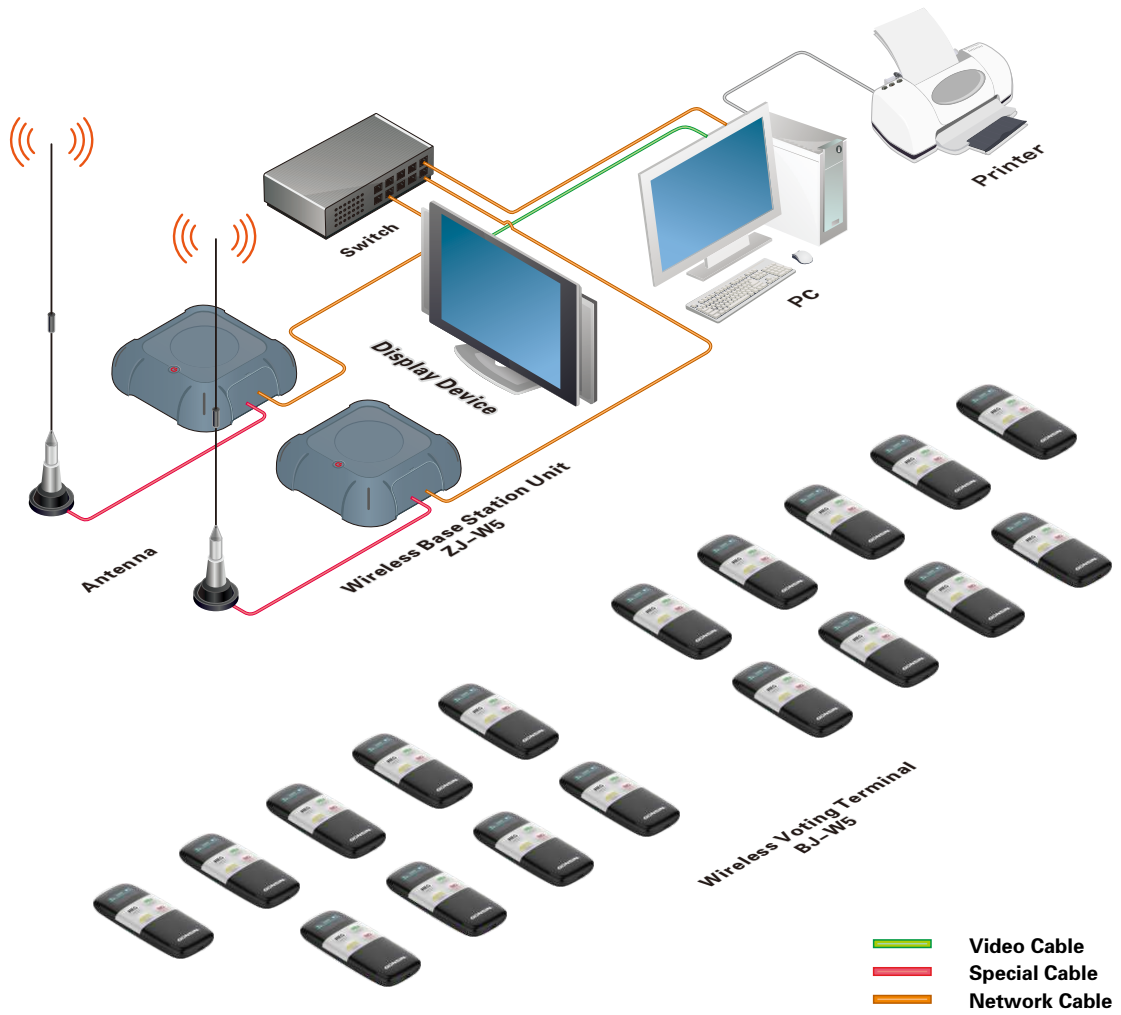 Printer
Switch
PC
Display Device
Wireless Base Station Unit
ZJ-W5
Antenna
Wireless Voting Terminal
BJ-W5
Video Cable
Special Cable
Network Cable